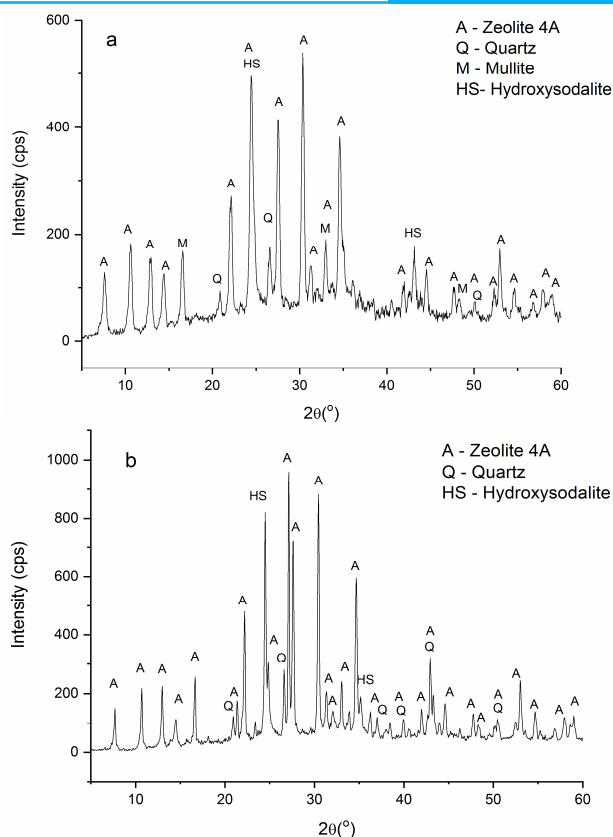 a
A - Zeolite 4A
Q - Quartz
M - Mullite
HS- Hydroxysodalite
600
400
200
0
Intensity (cps)
A
A
A
A
M
Q
A
A
HS
Q
A
A
A
A
M
A
A
HS
A
A
M
A
Q
A
A
A
A
A
A
10 20 30 40 50 60
2θ(°)
b
A - Zeolite 4A
Q - Quartz
HS - Hydroxysodalite
1000
800
600
400
200
0
Intensity (cps)
A
A
A
A
A
Q
A
A
HS
A
Q
A
A
A
A
A
A
A
HS
A
Q
A
Q
A
A
Q
A
A
A
A
Q
A
A
A
A
10 20 30 40 50 60
2θ(°)